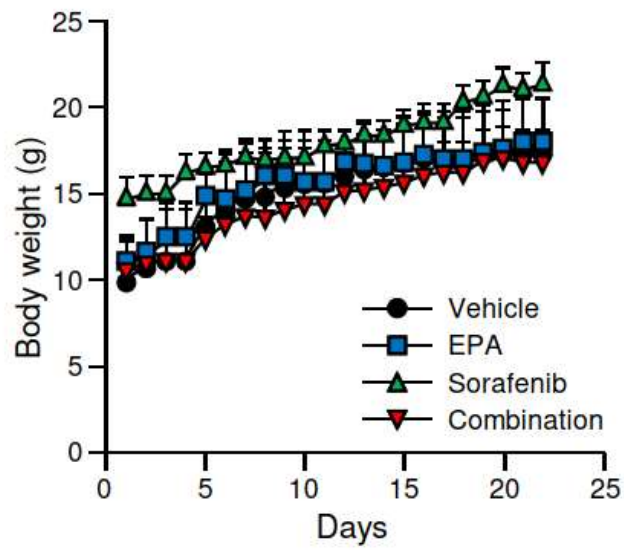 Body weight (g)
25
20
15
10
5
0
Vehicle
EPA
Sorafenib
Combination
0 5 10 15 20 25
Days